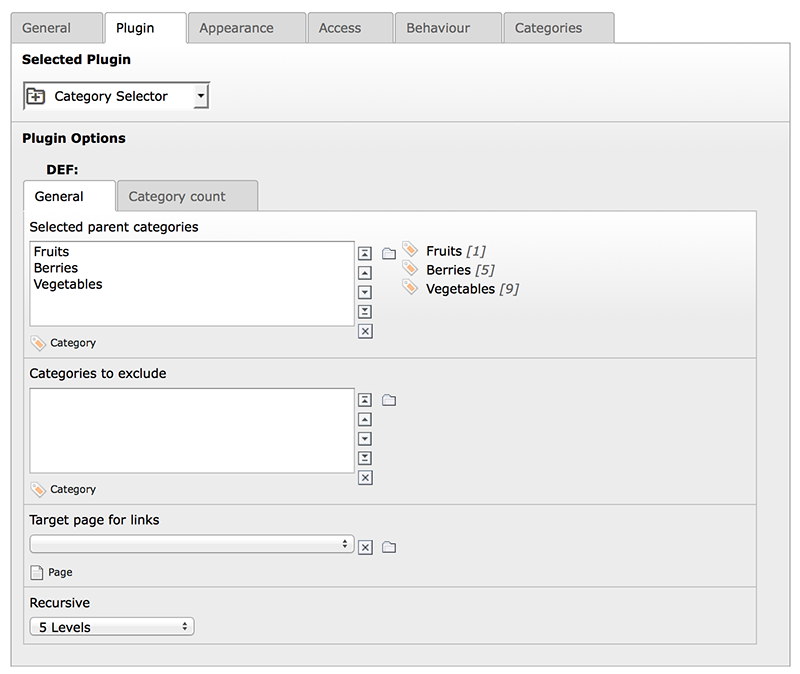 General Plugin Appearance Access Behaviour Categories
Selected Plugin
Category Selector
Plugin Options
DEF:
General Category count
Selected parent categories
Fruits
Berries
Vegetables
Fruits [1]
Berries [5]
Vegetables [9]
Category
Categories to exclude
Category
Target page for links
Page
Recursive
5 Levels